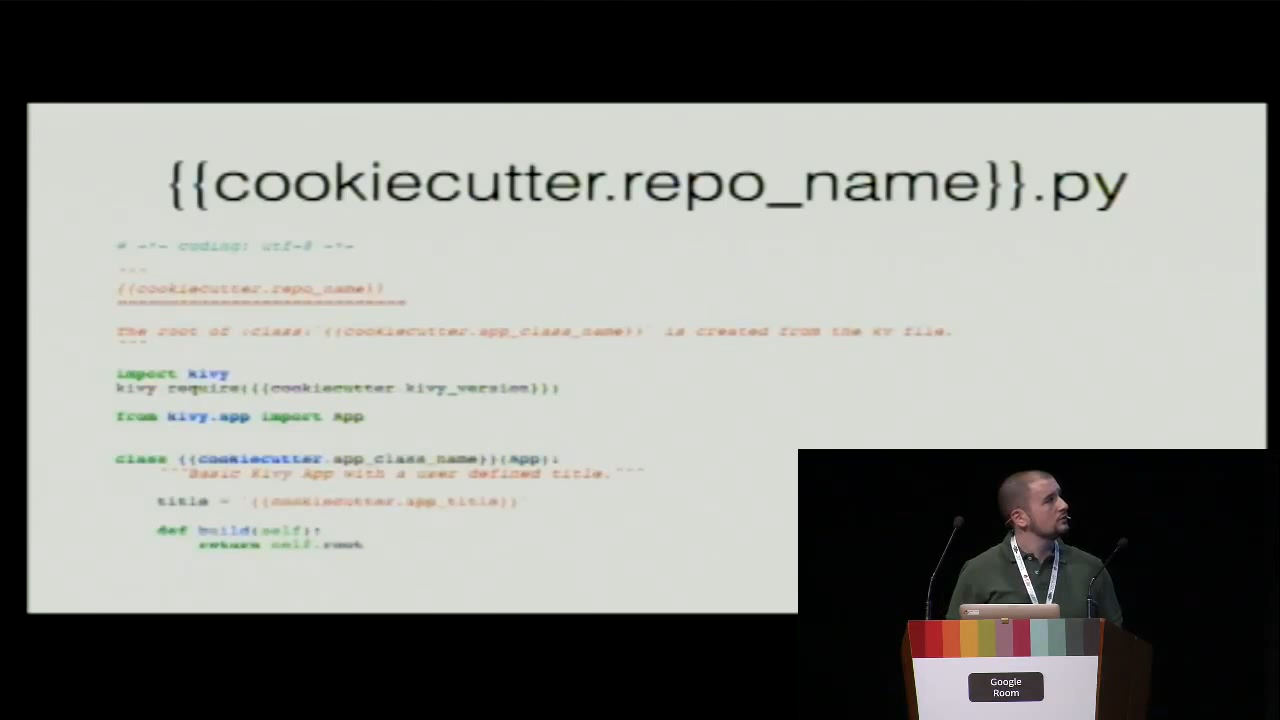 {{cookiecutter.repo_name}}.py
# -*- coding: utf-8 -*-
"""
{{cookiecutter.repo_name}}
==========================
The root of :class:`{{cookiecutter.app_class_name}}` is created from the kv file.
"""
import kivy
kivy.require({{cookiecutter.kivy_version}})
from kivy.app import App
class {{cookiecutter.app_class_name}}(App):
"""Basic Kivy App with a user defined title."""
title = '{{cookiecutter.app_title}}'
def build(self):
return self.root
Google
Room